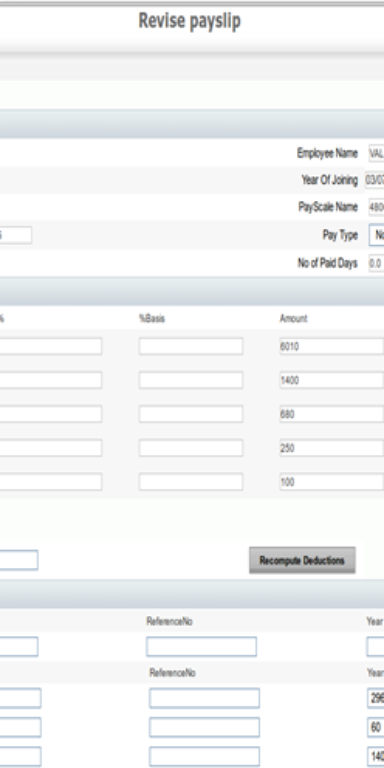 Revise payslip
Employee Name VAL
Year Of Joining 03/07
PayScale Name 480
Pay Type No
No of Paid Days 0.0
% %Basis Amount
6010
1400
680
250
100
Recompute Deductions
ReferenceNo Year
ReferenceNo Year
296
60
140